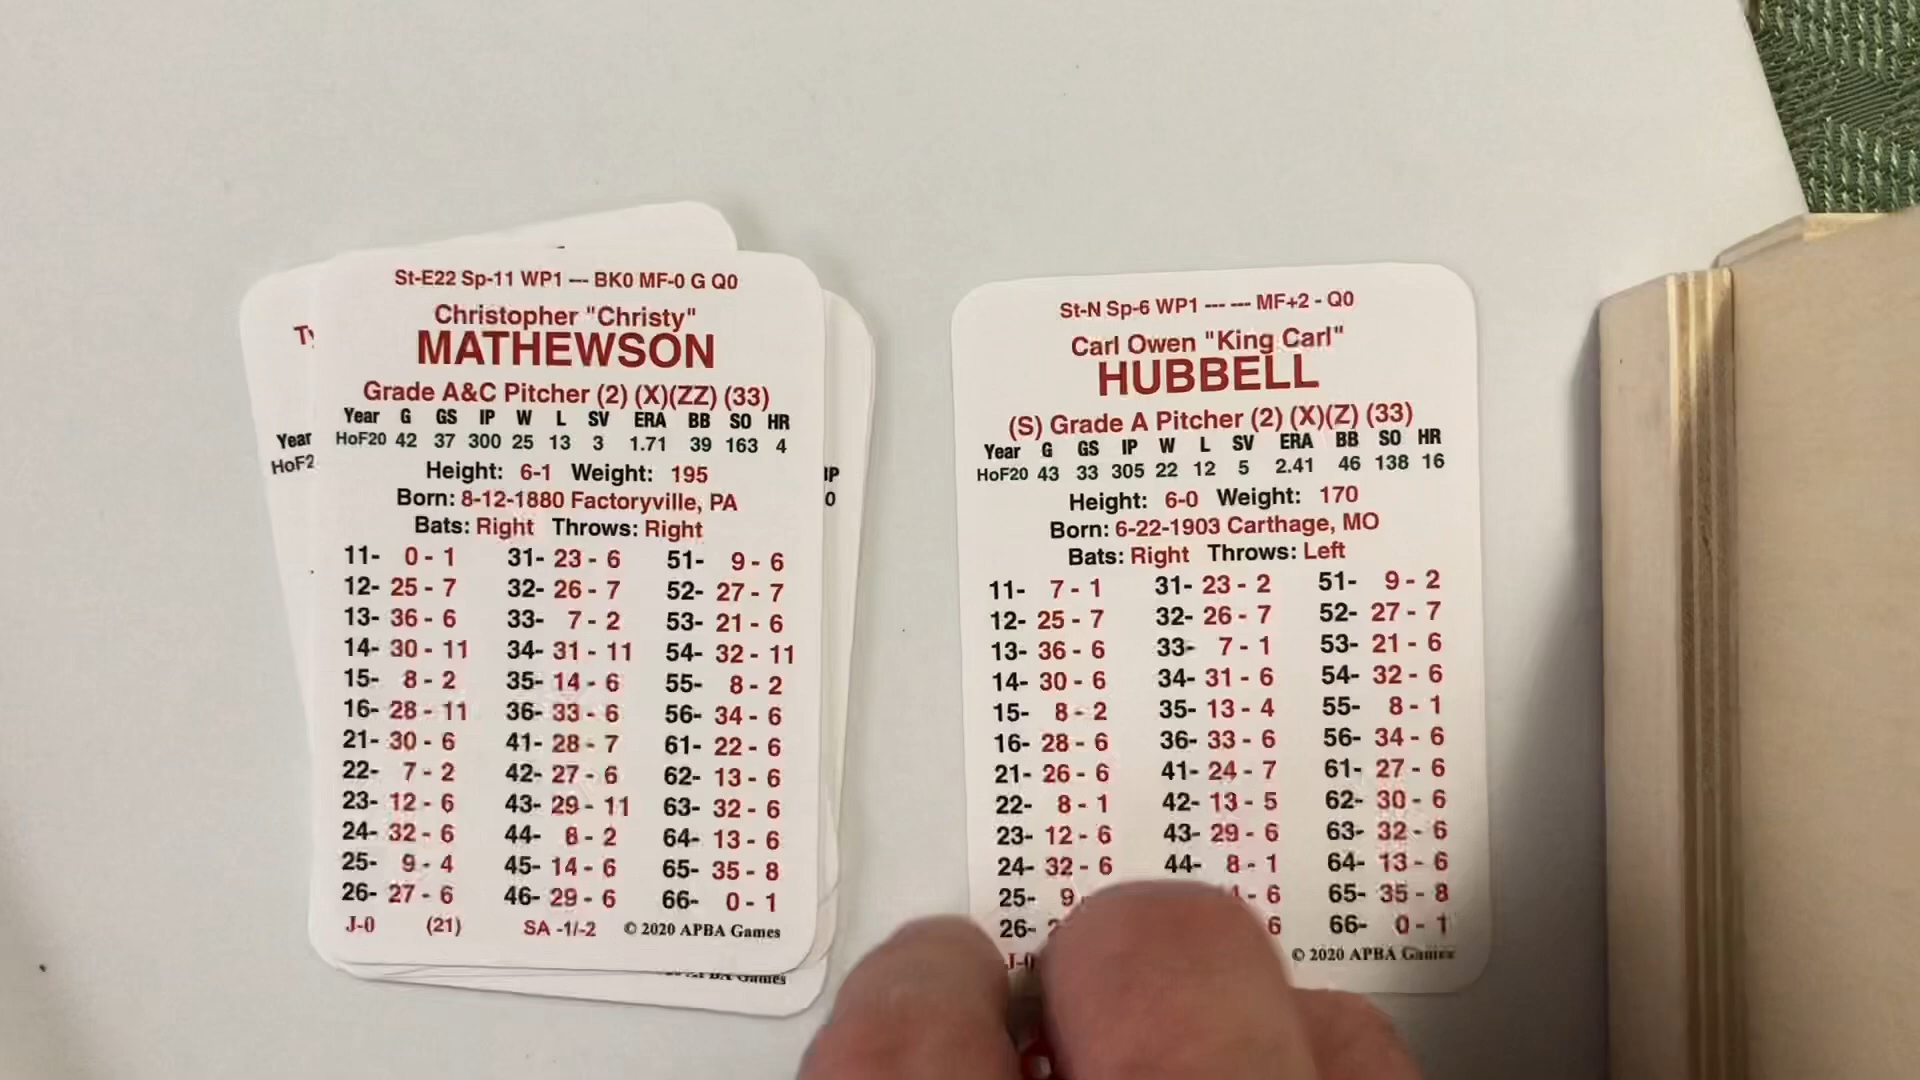 St-E22 Sp-11 WP1 --- BK0 MF-0 G Q0
Christopher "Christy"
MATHEWSON
Grade A&C Pitcher (2) (X)(ZZ) (33)
Year G GS IP W L SV ERA BB SO HR
HoF20 42 37 300 25 13 3 1.71 39 163 4
Height: 6-1 Weight: 195
Born: 8-12-1880 Factoryville, PA
Bats: Right Throws: Right
11- 0 - 1 31- 23 - 6 51- 9 - 6
12- 25 - 7 32- 26 - 7 52- 27 - 7
13- 36 - 6 33- 7 - 2 53- 21 - 6
14- 30 - 11 34- 31 - 11 54- 32 - 11
15- 8 - 2 35- 14 - 6 55- 8 - 2
16- 28 - 11 36- 33 - 6 56- 34 - 6
21- 30 - 6 41- 28 - 7 61- 22 - 6
22- 7 - 2 42- 27 - 6 62- 13 - 6
23- 12 - 6 43- 29 - 11 63- 32 - 6
24- 32 - 6 44- 8 - 2 64- 13 - 6
25- 9 - 4 45- 14 - 6 65- 35 - 8
26- 27 - 6 46- 29 - 6 66- 0 - 1
J-0 (21) SA -1/-2 © 2020 APBA Games
Year
IP
0
APBA Games
St-N Sp-6 WP1 --- --- MF+2 - Q0
Carl Owen "King Carl"
HUBBELL
(S) Grade A Pitcher (2) (X)(Z) (33)
Year G GS IP W L SV ERA BB SO HR
HoF20 43 33 305 22 12 5 2.41 46 138 16
Height: 6-0 Weight: 170
Born: 6-22-1903 Carthage, MO
Bats: Right Throws: Left
11- 7 - 1 31- 23 - 2 51- 9 - 2
12- 25 - 7 32- 26 - 7 52- 27 - 7
13- 36 - 6 33- 7 - 1 53- 21 - 6
14- 30 - 6 34- 31 - 6 54- 32 - 6
15- 8 - 2 35- 13 - 4 55- 8 - 1
16- 28 - 6 36- 33 - 6 56- 34 - 6
21- 26 - 6 41- 24 - 7 61- 27 - 6
22- 8 - 1 42- 13 - 5 62- 30 - 6
23- 12 - 6 43- 29 - 6 63- 32 - 6
24- 32 - 6 44- 8 - 1 64- 13 - 6
25- 9 - 6 65- 35 - 8
26- 6 66- 0 - 1
© 2020 APBA Games